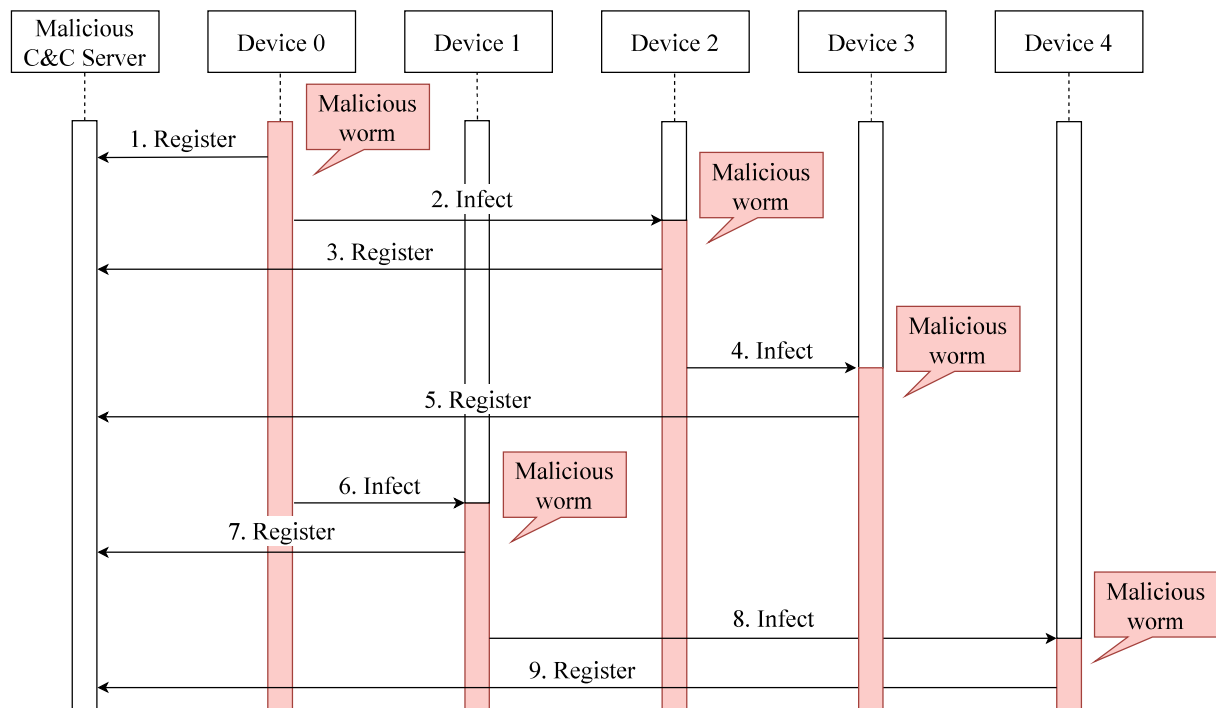 Malicious
C&C Server
Device 0
Device 1
Device 2
Device 3
Device 4
Malicious
worm
1. Register
Malicious
worm
2. Infect
3. Register
Malicious
worm
4. Infect
5. Register
Malicious
worm
6. Infect
7. Register
Malicious
worm
8. Infect
9. Register